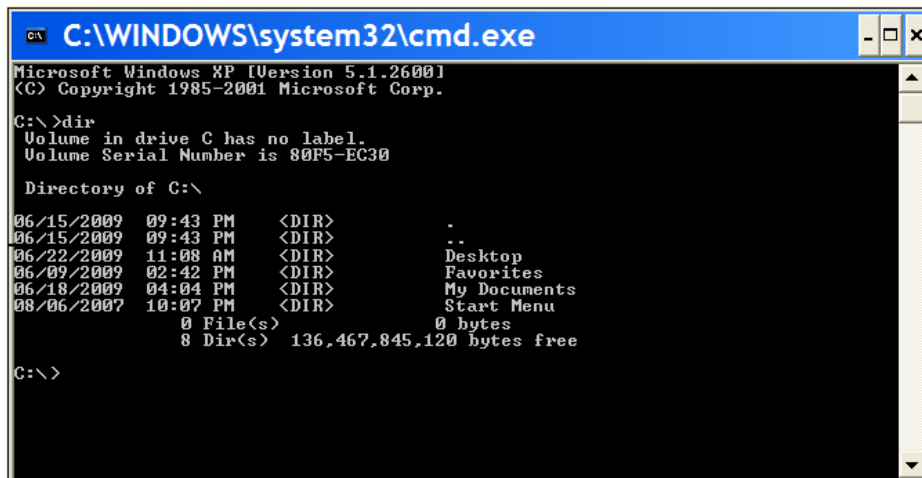 C:\WINDOWS\system32\cmd.exe
Microsoft Windows XP [Version 5.1.2600]
(C) Copyright 1985-2001 Microsoft Corp.
C:\>dir
Volume in drive C has no label.
Volume Serial Number is 80F5-EC30
Directory of C:\
06/15/2009 09:43 PM <DIR> .
06/15/2009 09:43 PM <DIR> ..
06/22/2009 11:08 AM <DIR> Desktop
06/09/2009 02:42 PM <DIR> Favorites
06/18/2009 04:04 PM <DIR> My Documents
08/06/2007 10:07 PM <DIR> Start Menu
0 File(s) 0 bytes
8 Dir(s) 136,467,845,120 bytes free
C:\>